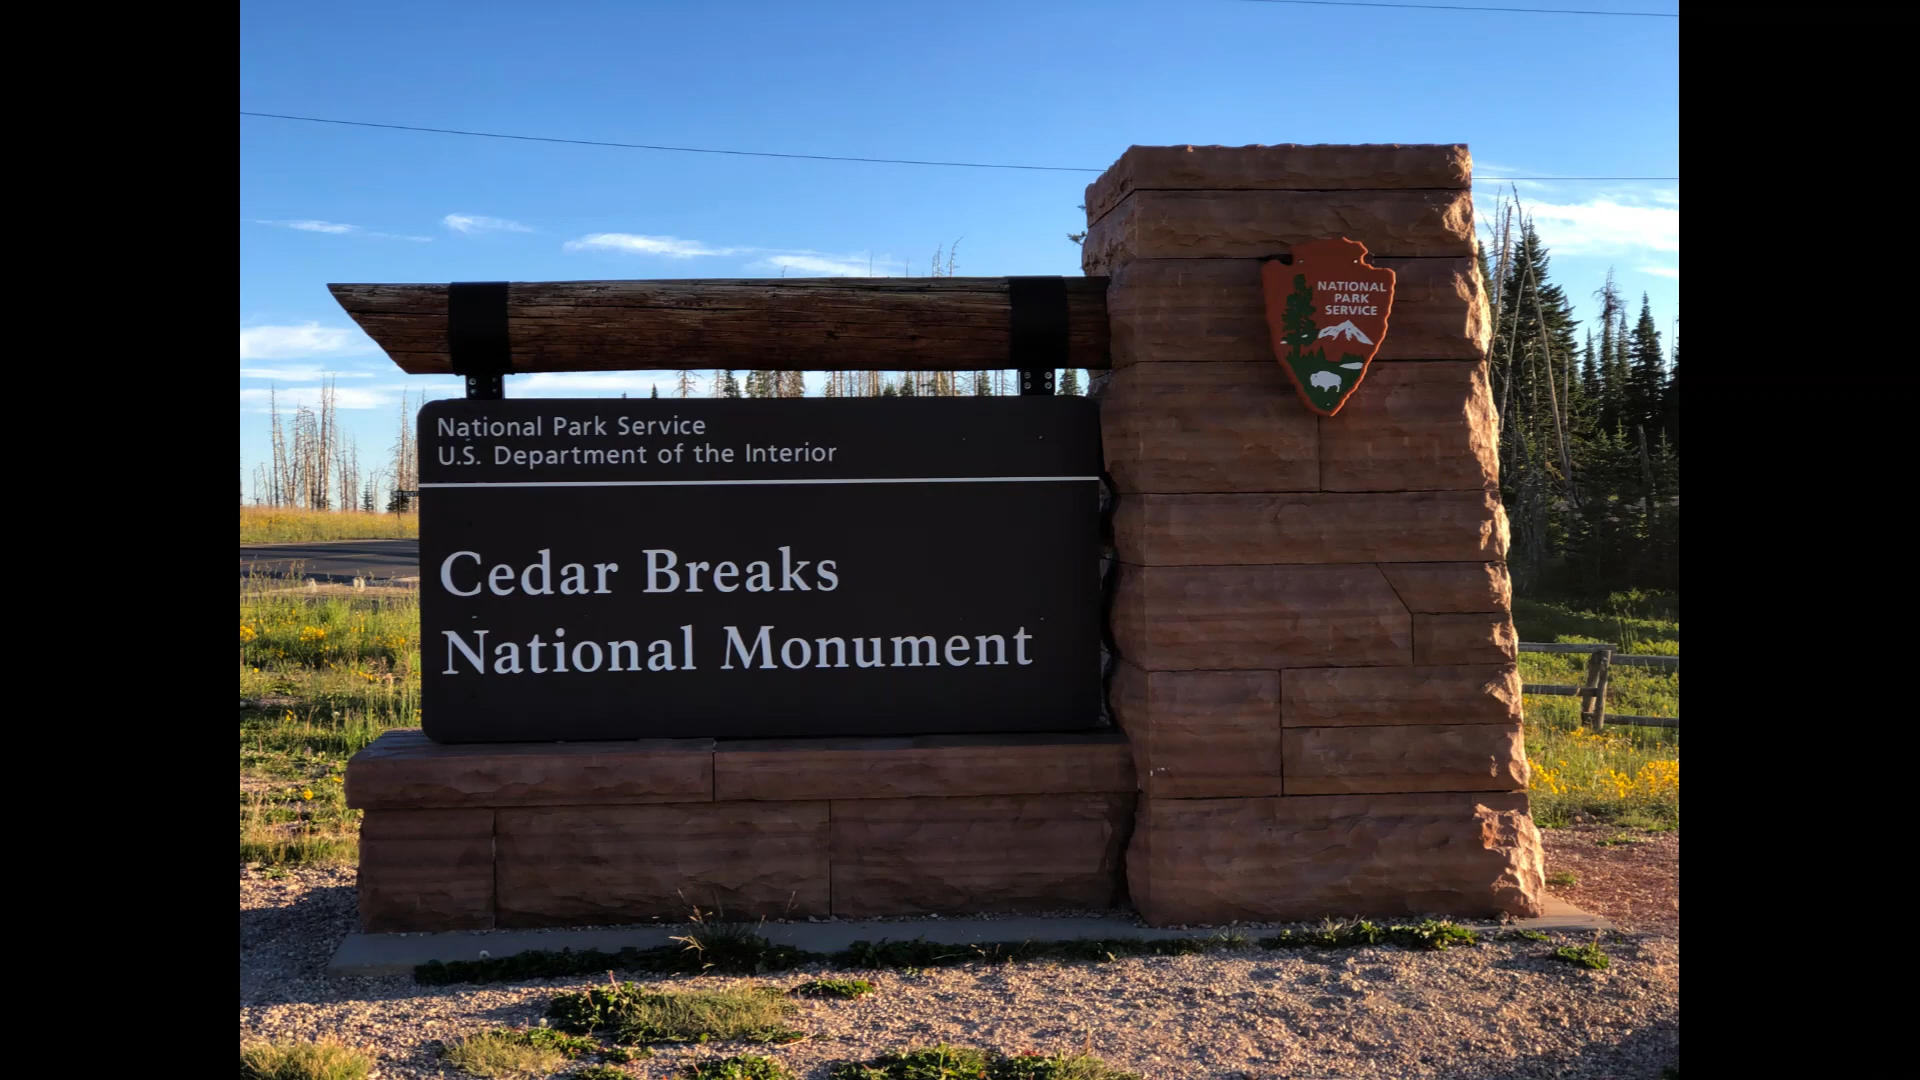 National Park Service
U.S. Department of the Interior
Cedar Breaks
National Monument
NATIONAL
PARK
SERVICE